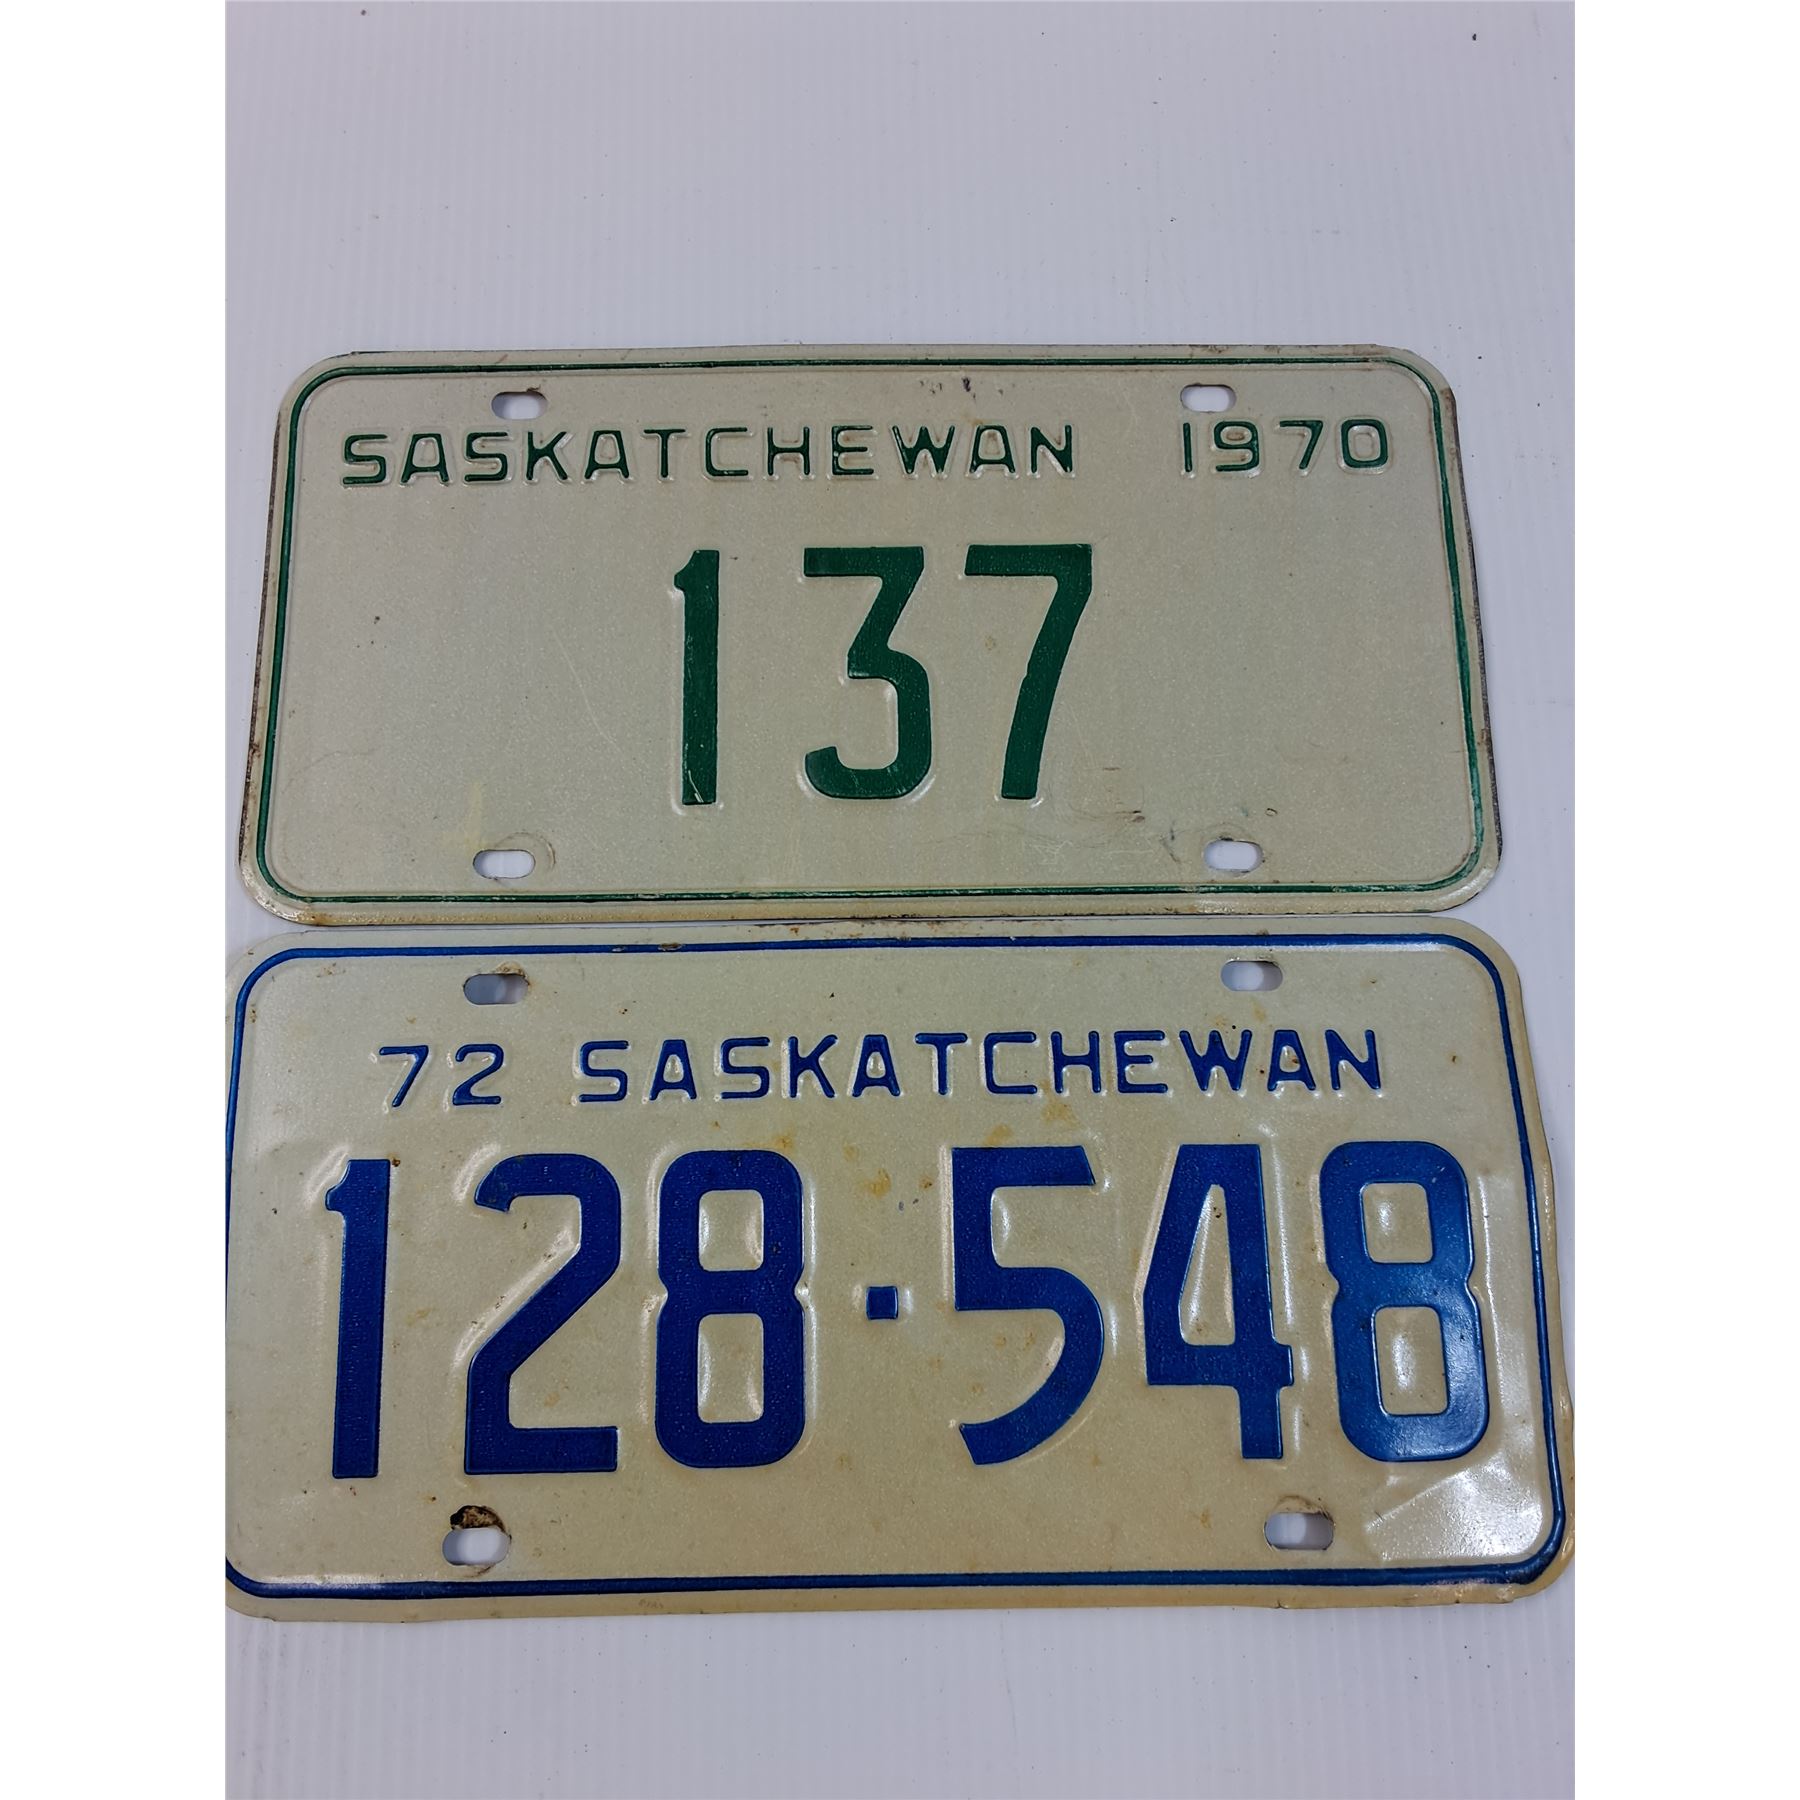 SASKATCHEWAN 1970
137
72 SASKATCHEWAN
128·548